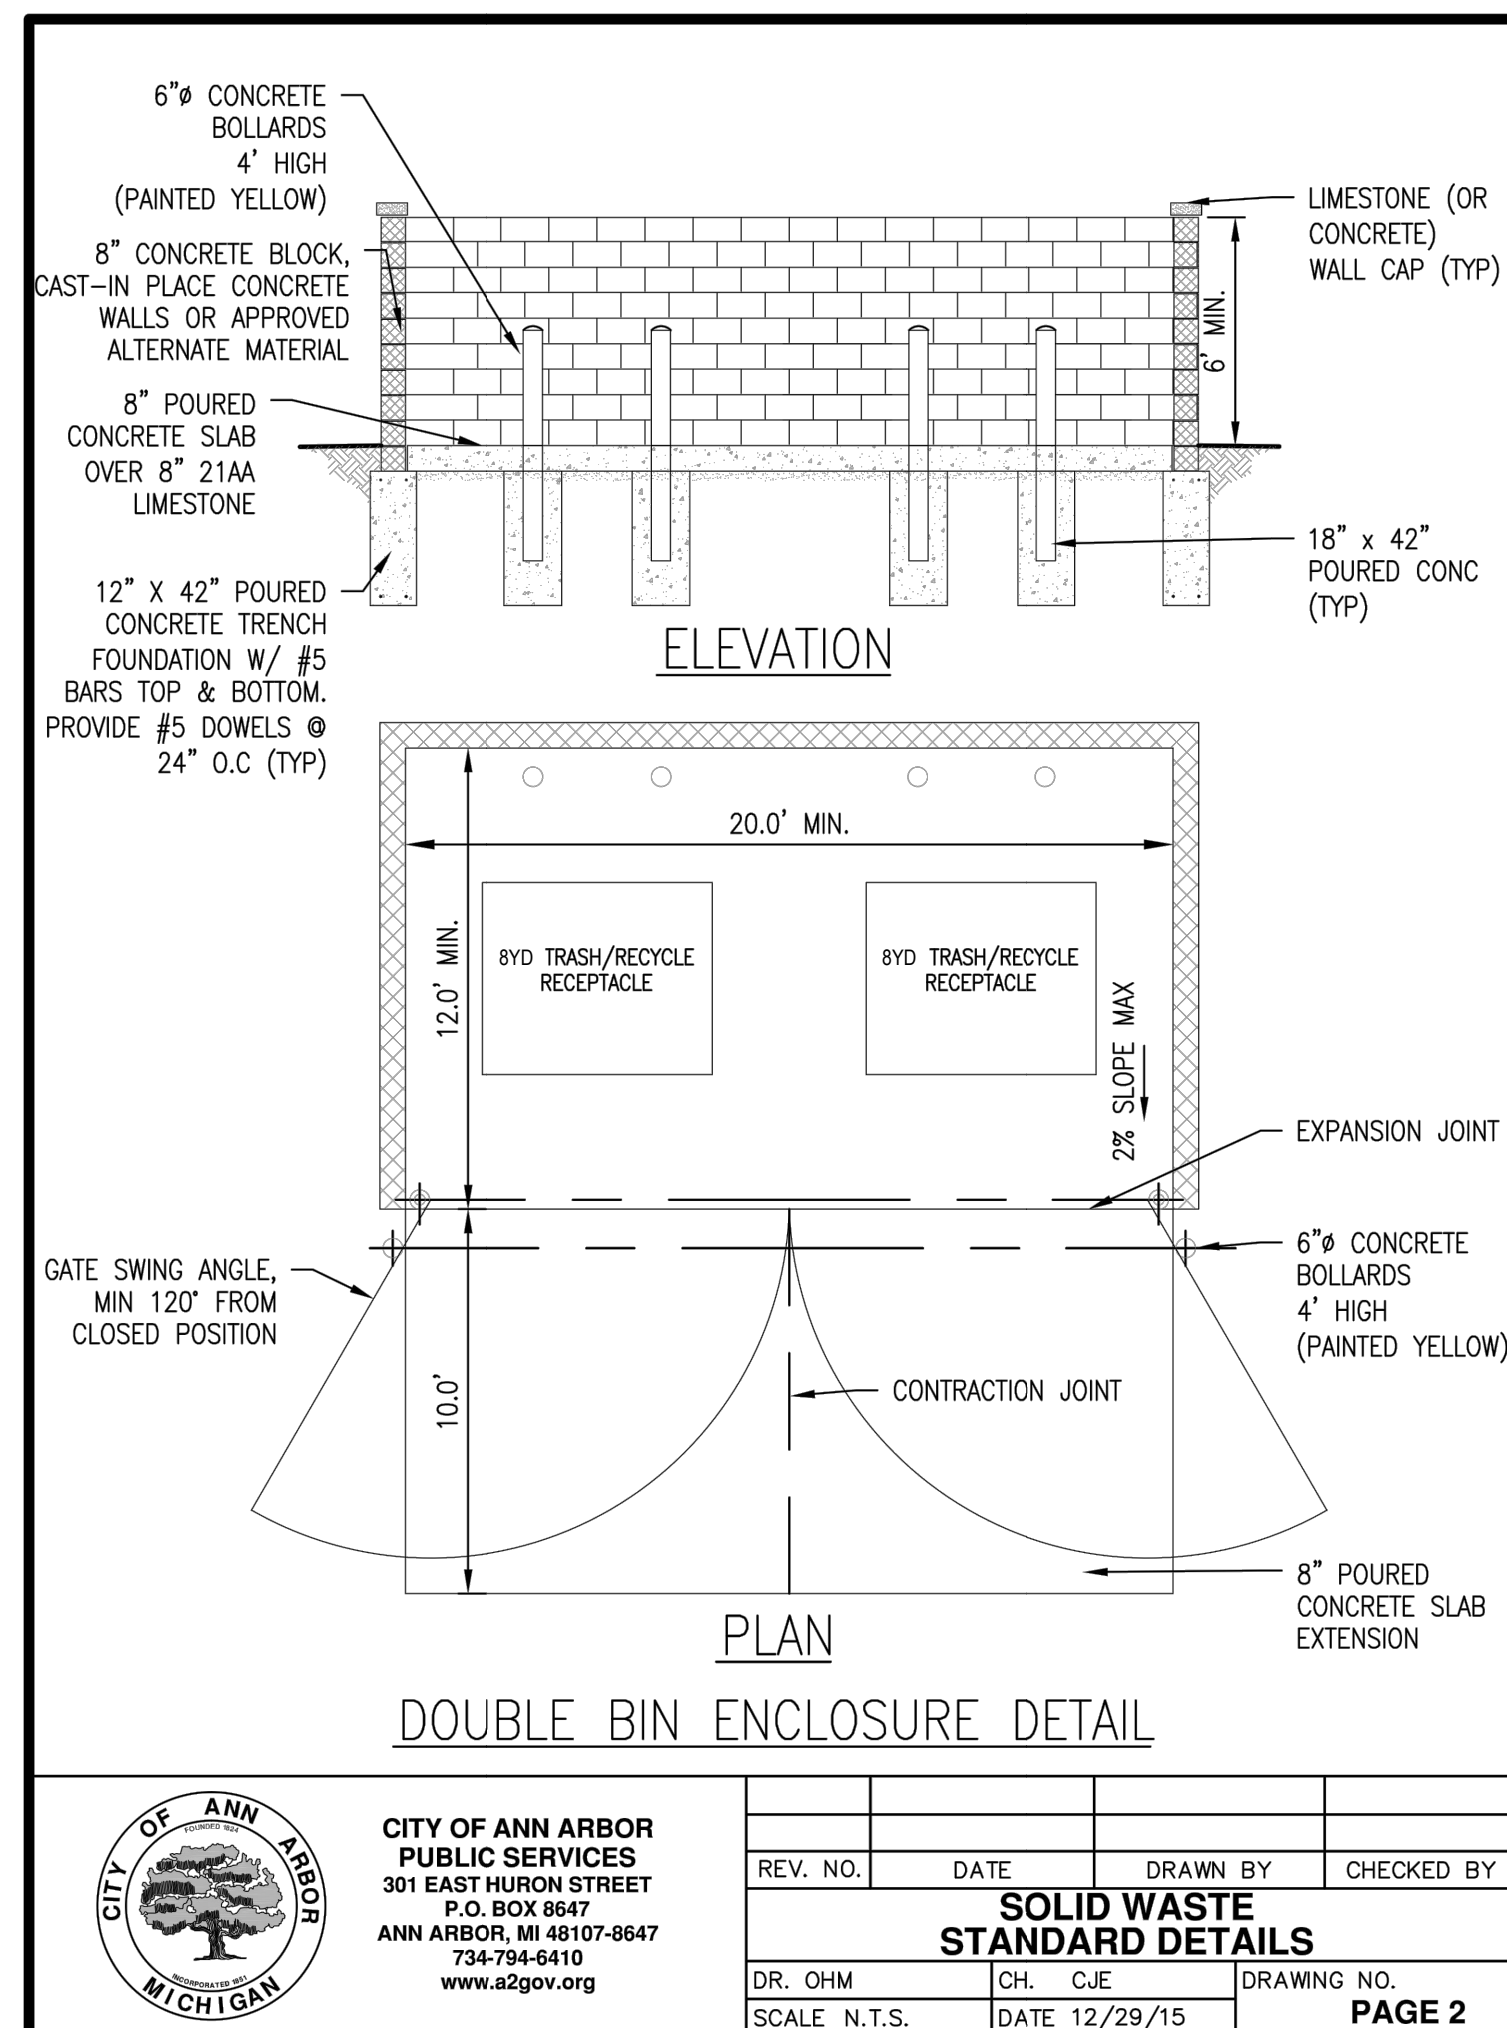 6"ø CONCRETE
BOLLARDS
4' HIGH
(PAINTED YELLOW)
8" CONCRETE BLOCK,
CAST-IN PLACE CONCRETE
WALLS OR APPROVED
ALTERNATE MATERIAL
8" POURED
CONCRETE SLAB
OVER 8" 21AA
LIMESTONE
12" X 42" POURED
CONCRETE TRENCH
FOUNDATION W/ #5
BARS TOP & BOTTOM.
PROVIDE #5 DOWELS @
24" O.C (TYP)
LIMESTONE (OR
CONCRETE)
WALL CAP (TYP)
6' MIN.
18" x 42"
POURED CONC
(TYP)
ELEVATION
20.0' MIN.
12.0' MIN.
8YD TRASH/RECYCLE
RECEPTACLE
8YD TRASH/RECYCLE
RECEPTACLE
2% SLOPE MAX
EXPANSION JOINT
6"ø CONCRETE
BOLLARDS
4' HIGH
(PAINTED YELLOW)
GATE SWING ANGLE,
MIN 120° FROM
CLOSED POSITION
10.0'
CONTRACTION JOINT
8" POURED
CONCRETE SLAB
EXTENSION
PLAN
DOUBLE BIN ENCLOSURE DETAIL
CITY OF ANN ARBOR
FOUNDED 1824
INCORPORATED 1851
MICHIGAN
CITY OF ANN ARBOR
PUBLIC SERVICES
301 EAST HURON STREET
P.O. BOX 8647
ANN ARBOR, MI 48107-8647
734-794-6410
www.a2gov.org
REV. NO. DATE DRAWN BY CHECKED BY
SOLID WASTE
STANDARD DETAILS
DR. OHM CH. CJE DRAWING NO.
SCALE N.T.S. DATE 12/29/15 PAGE 2